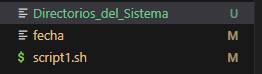 Directorios_del_Sistema U
fecha M
$ script1.sh M